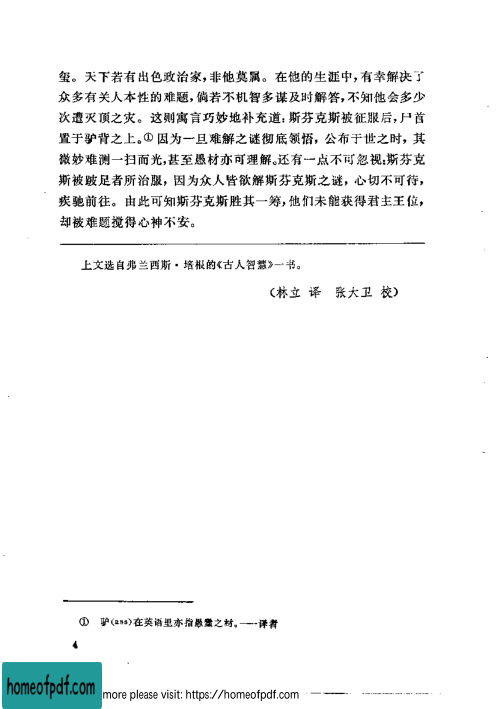 玺。天下若有出色政治家，非他莫属。在他的生涯中，有幸解决了
众多有关人本性的难题，倘若不机智多谋及时解答，不知他会多少
次遭灭顶之灾。这则寓言巧妙地补充道：斯芬克斯被征服后，尸首
置于驴背之上。①因为一旦难解之谜彻底领悟，公布于世之时，其
微妙难测一扫而光，甚至愚材亦可理解。还有一点不可忽视：斯芬克
斯被跛足者所治服，因为众人皆欲解斯芬克斯之谜，心切不可待，
疾驰前往。由此可知斯芬克斯胜其一筹，他们未能获得君主王位，
却被难题搅得心神不安。
上文选自弗兰西斯·培根的《古人智慧》一书。
（林立 译 张大卫 校）
① 驴(ass)在英语里亦指愚蠢之材。——译者
4
homeofpdf.com
more please visit: https://homeofpdf.com